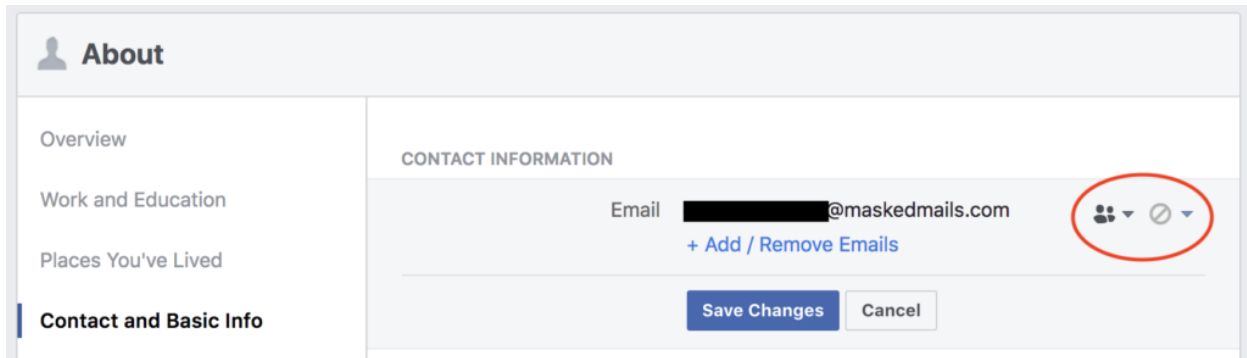 About
Overview
Work and Education
Places You've Lived
Contact and Basic Info
CONTACT INFORMATION
Email @maskedmails.com
+ Add / Remove Emails
Save Changes Cancel